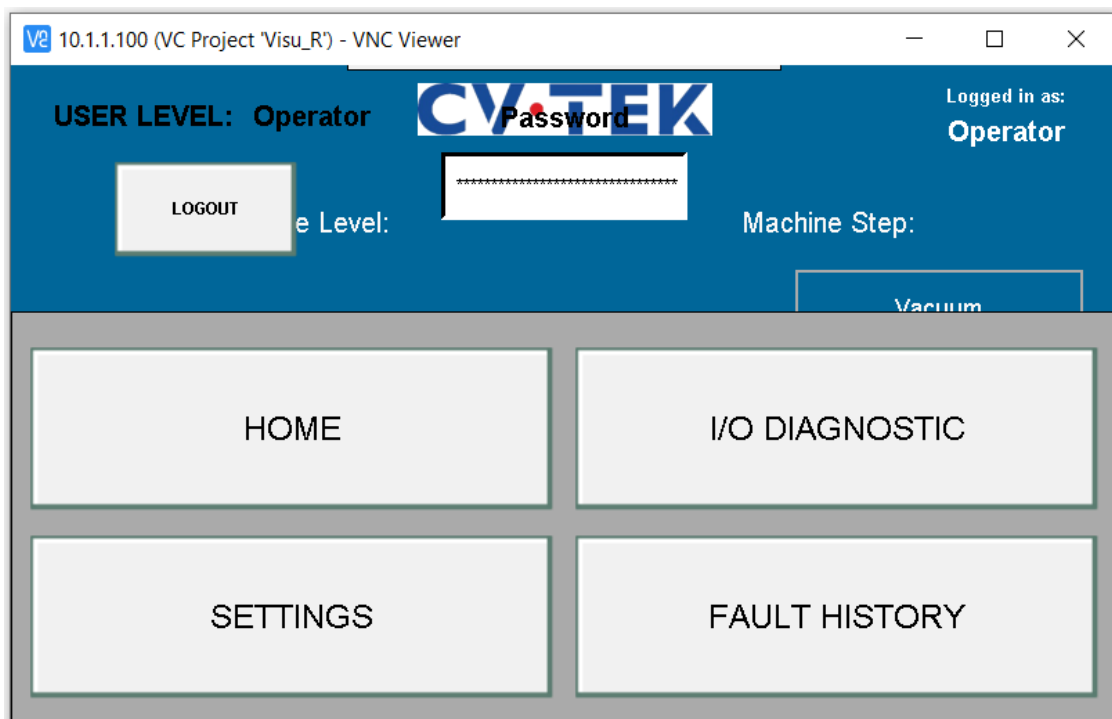 10.1.1.100 (VC Project 'Visu_R') - VNC Viewer
Logged in as:
USER LEVEL: Operator
CV·TEK
Password
Operator
*******************************
LOGOUT
e Level:
Machine Step:
Vacuum
HOME
I/O DIAGNOSTIC
SETTINGS
FAULT HISTORY